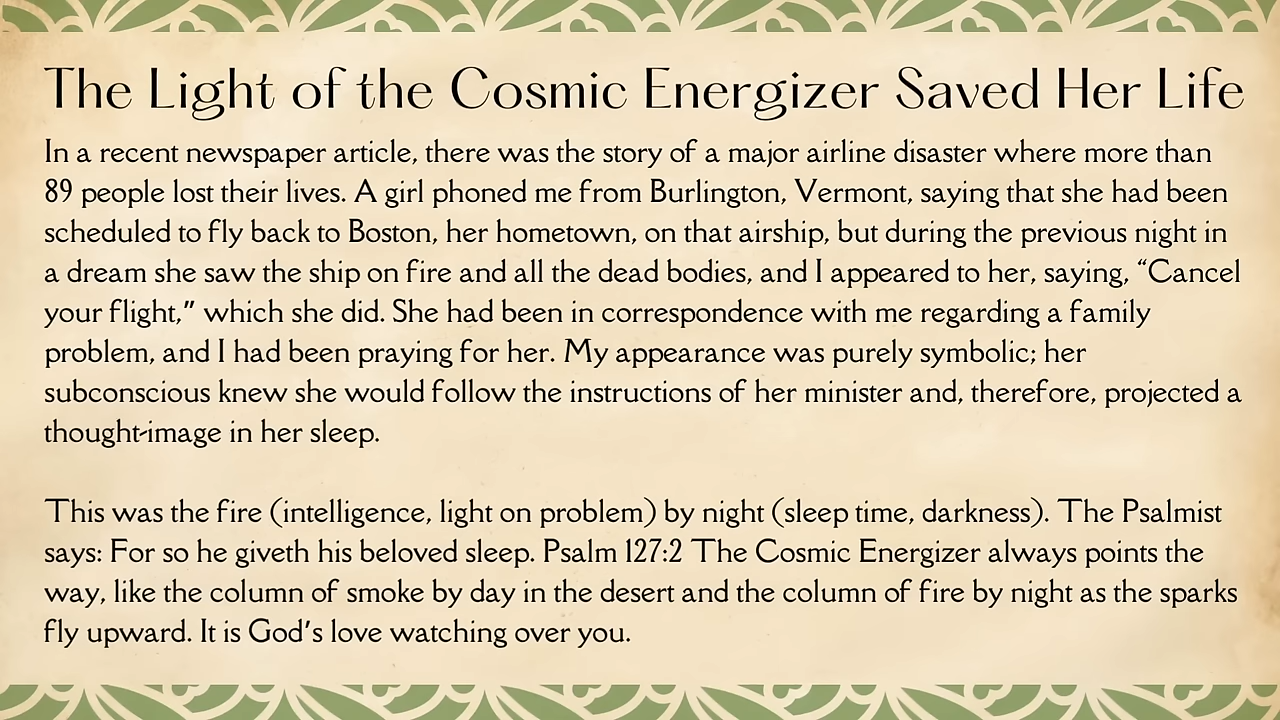 The Light of the Cosmic Energizer Saved Her Life
In a recent newspaper article, there was the story of a major airline disaster where more than
89 people lost their lives. A girl phoned me from Burlington, Vermont, saying that she had been
scheduled to fly back to Boston, her hometown, on that airship, but during the previous night in
a dream she saw the ship on fire and all the dead bodies, and I appeared to her, saying, “Cancel
your flight," which she did. She had been in correspondence with me regarding a family
problem, and I had been praying for her. My appearance was purely symbolic; her
subconscious knew she would follow the instructions of her minister and, therefore, projected a
thought-image in her sleep.
This was the fire (intelligence, light on problem) by night (sleep time, darkness). The Psalmist
says: For so he giveth his beloved sleep. Psalm 127:2 The Cosmic Energizer always points the
way, like the column of smoke by day in the desert and the column of fire by night as the sparks
fly upward. It is God's love watching over you.